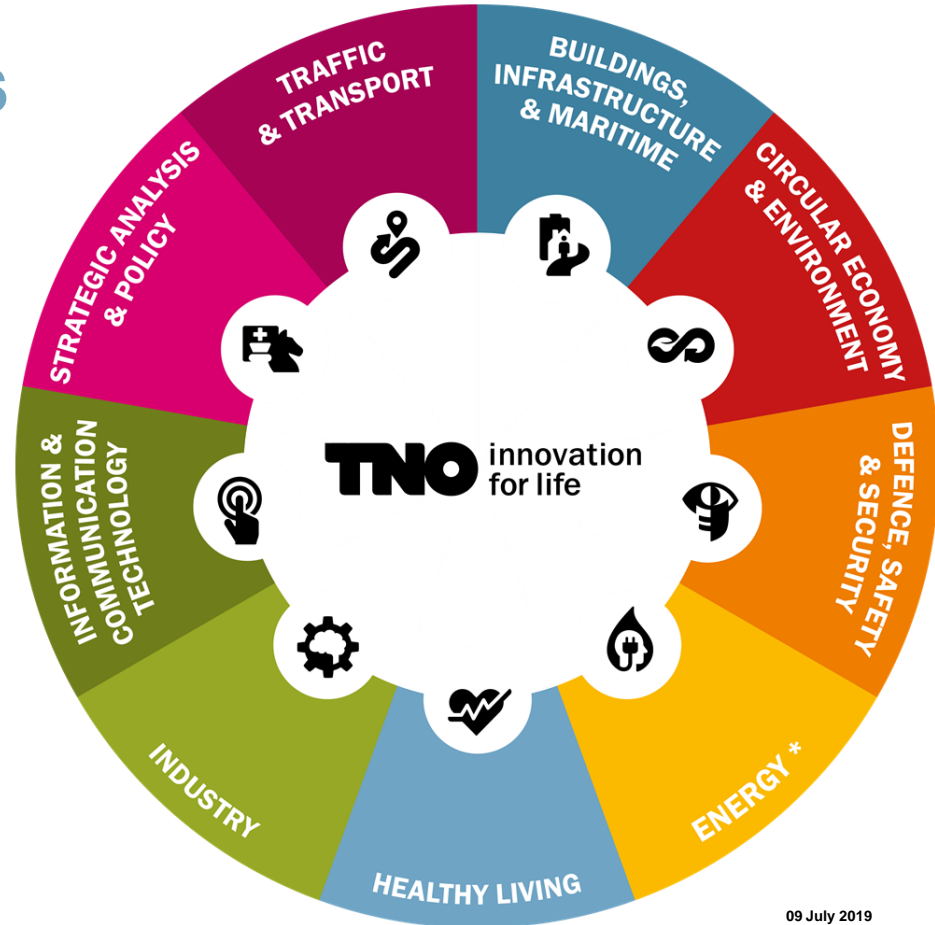 S
TRAFFIC
& TRANSPORT
BUILDINGS,
INFRASTRUCTURE
& MARITIME
CIRCULAR ECONOMY
& ENVIRONMENT
DEFENCE, SAFETY
& SECURITY
ENERGY *
HEALTHY LIVING
INDUSTRY
INFORMATION &
COMMUNICATION
TECHNOLOGY
STRATEGIC ANALYSIS
& POLICY
TNO innovation
for life
09 July 2019